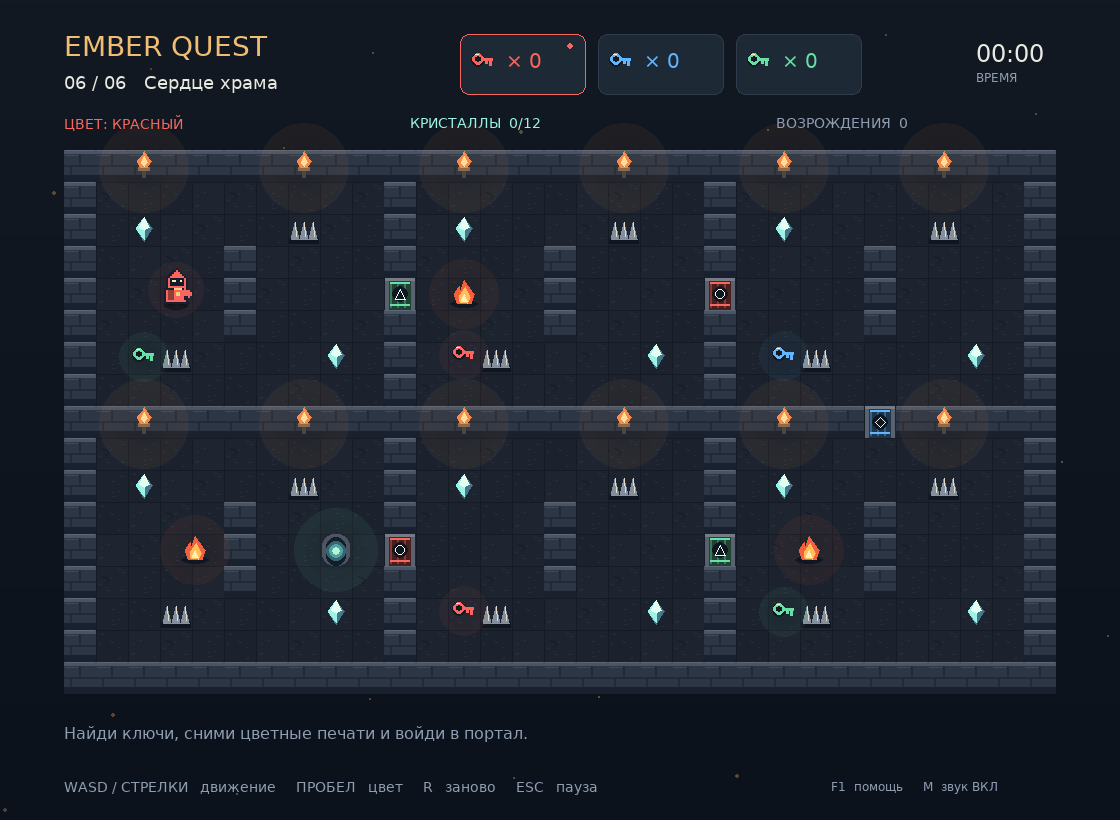 EMBER QUEST
06 / 06 Сердце храма
× 0
× 0
× 0
00:00
ВРЕМЯ
ЦВЕТ: КРАСНЫЙ
КРИСТАЛЛЫ 0/12
ВОЗРОЖДЕНИЯ 0
Найди ключи, сними цветные печати и войди в портал.
WASD / СТРЕЛКИ движение ПРОБЕЛ цвет R заново ESC пауза
F1 помощь M звук ВКЛ